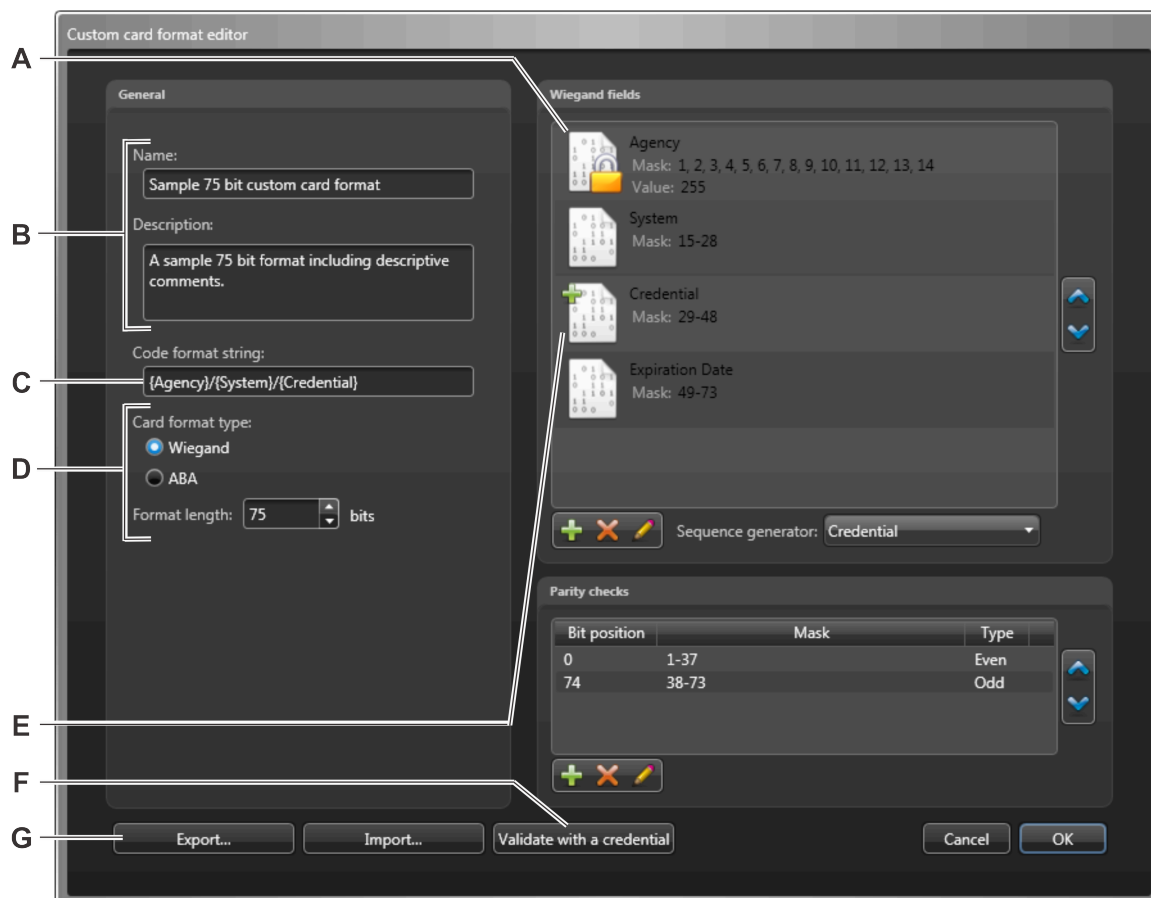 Custom card format editor
A
General
Name:
Sample 75 bit custom card format
B
Description:
A sample 75 bit format including descriptive
comments.
Code format string:
C
{Agency}/{System}/{Credential}
Card format type:
Wiegand
D
ABA
Format length: 75 bits
Wiegand fields
Agency
Mask: 1, 2, 3, 4, 5, 6, 7, 8, 9, 10, 11, 12, 13, 14
Value: 255
System
Mask: 15-28
Credential
Mask: 29-48
Expiration Date
Mask: 49-73
Sequence generator: Credential
Parity checks
Bit position Mask Type
0 1-37 Even
74 38-73 Odd
E
F
G
Export...
Import...
Validate with a credential
Cancel
OK